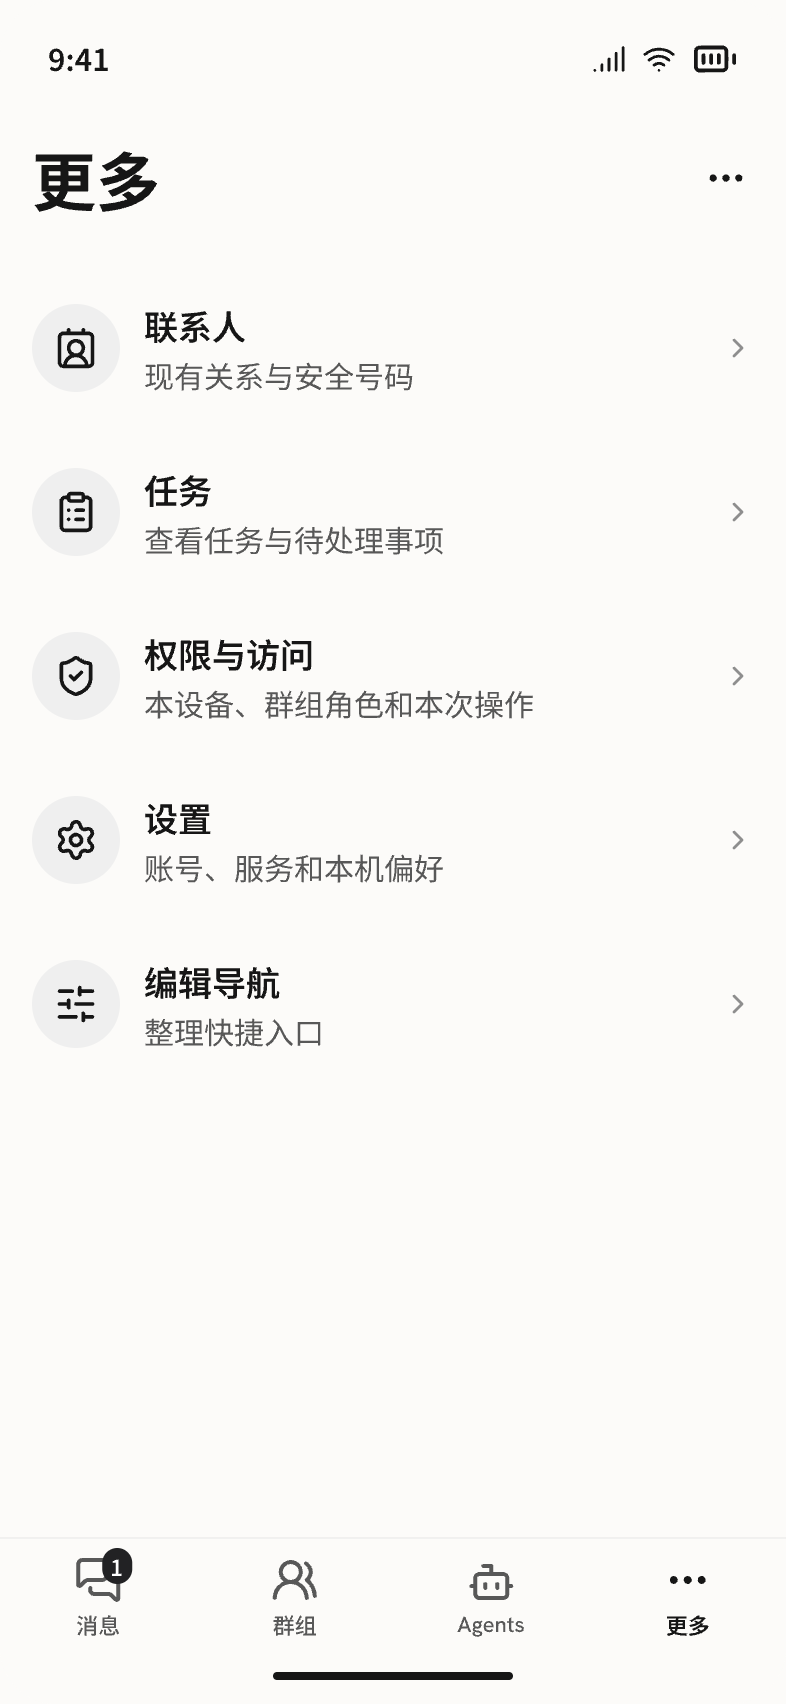 9:41
更多
联系人
现有关系与安全号码
任务
查看任务与待处理事项
权限与访问
本设备、群组角色和本次操作
设置
账号、服务和本机偏好
编辑导航
整理快捷入口
1
消息
群组
Agents
更多